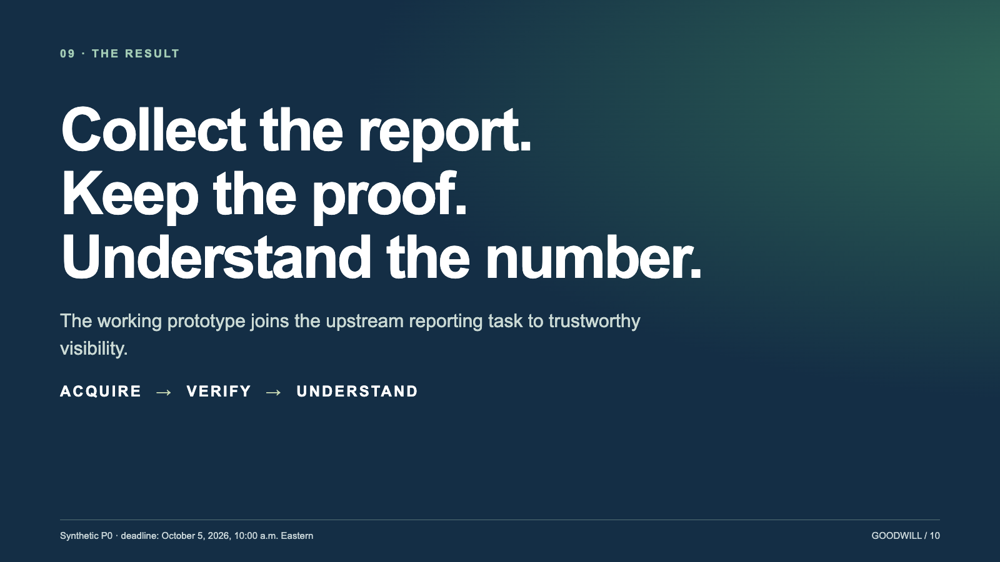 09 · THE RESULT
Collect the report.
Keep the proof.
Understand the number.
The working prototype joins the upstream reporting task to trustworthy
visibility.
ACQUIRE → VERIFY → UNDERSTAND
Synthetic P0 · deadline: October 5, 2026, 10:00 a.m. Eastern
GOODWILL / 10